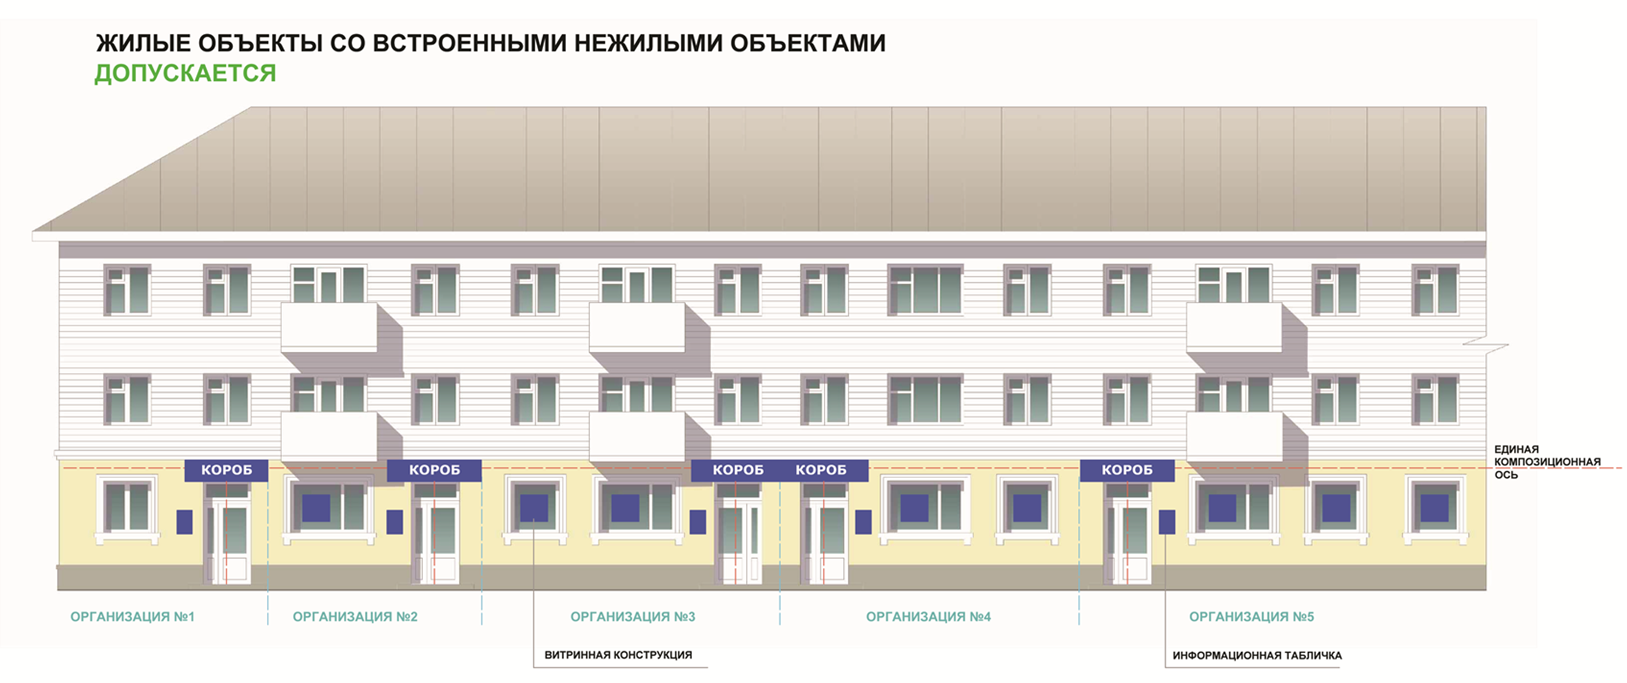 ЖИЛЫЕ ОБЪЕКТЫ СО ВСТРОЕННЫМИ НЕЖИЛЫМИ ОБЪЕКТАМИ
ДОПУСКАЕТСЯ
ЕДИНАЯ
КОМПОЗИЦИОННАЯ
ОСЬ
КОРОБ
КОРОБ
КОРОБ
КОРОБ
КОРОБ
ОРГАНИЗАЦИЯ №1
ОРГАНИЗАЦИЯ №2
ОРГАНИЗАЦИЯ №3
ОРГАНИЗАЦИЯ №4
ОРГАНИЗАЦИЯ №5
ВИТРИННАЯ КОНСТРУКЦИЯ
ИНФОРМАЦИОННАЯ ТАБЛИЧКА